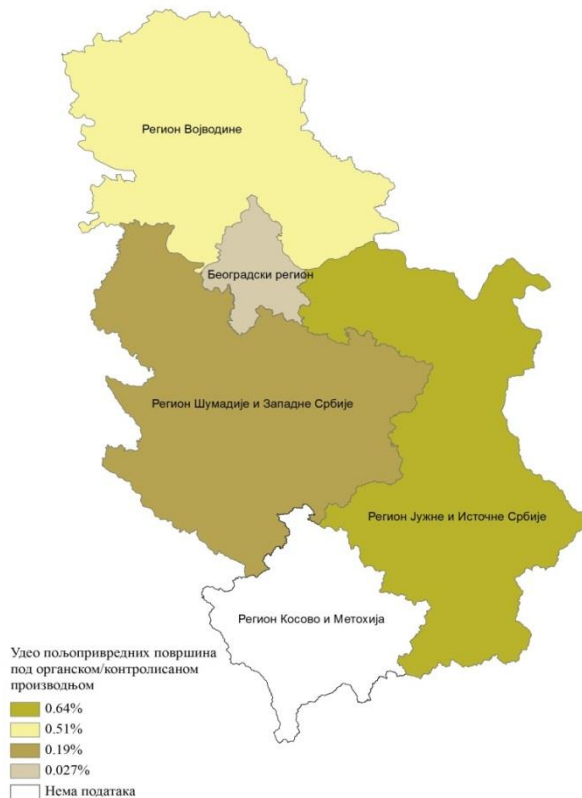 Регион Војводине
Београдски регион
Регион Шумадије и Западне Србије
Регион Јужне и Источне Србије
Регион Косово и Метохија
Удео пољопривредних површина
под органском/контролисаном
производњом
0.64%
0.51%
0.19%
0.027%
Нема података